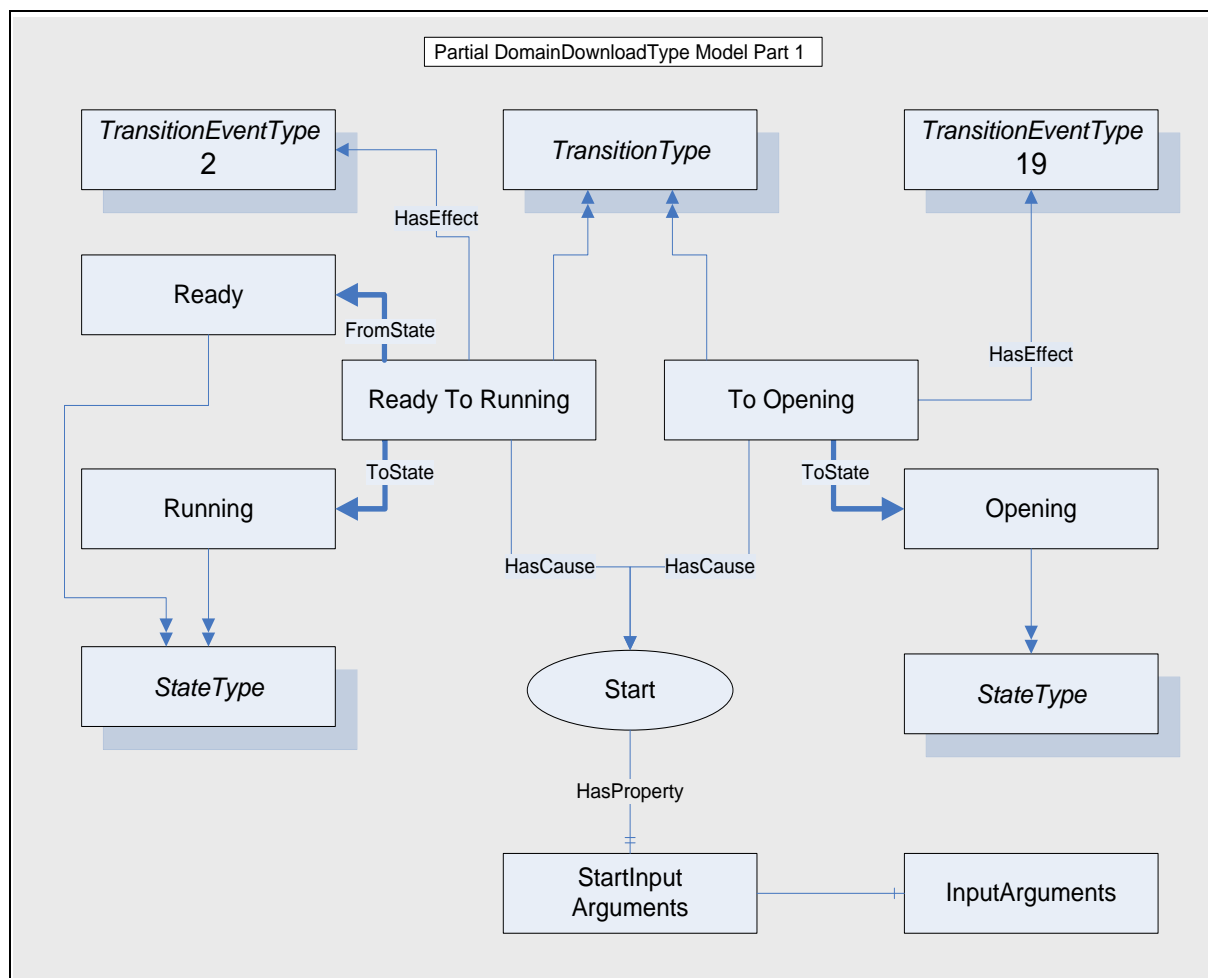 Partial DomainDownloadType Model Part 1
TransitionEventType
2
TransitionType
TransitionEventType
19
HasEffect
Ready
FromState
HasEffect
Ready To Running
To Opening
ToState
ToState
Running
Opening
HasCause
HasCause
StateType
Start
StateType
HasProperty
StartInput
Arguments
InputArguments